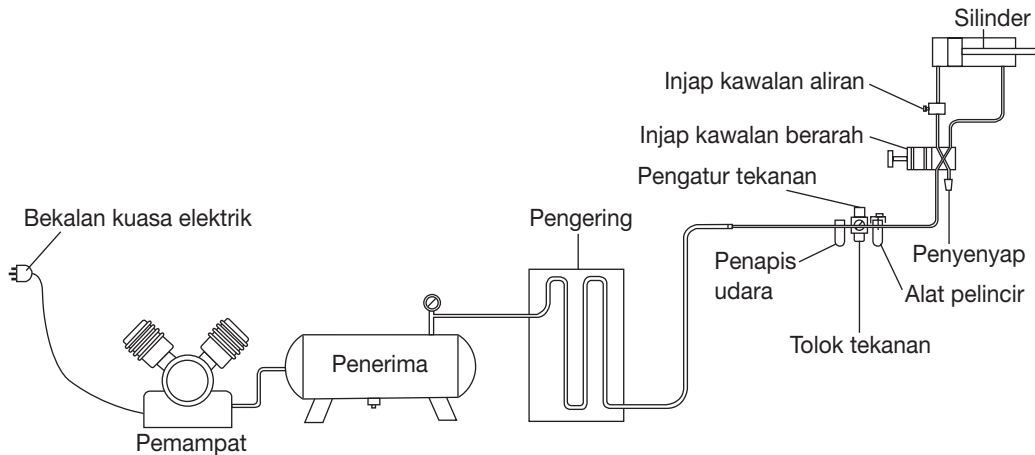 Silinder
Injap kawalan aliran
Injap kawalan berarah
Pengatur tekanan
Bekalan kuasa elektrik
Pengering
Penapis
udara
Penyenyap
Alat pelincir
Tolok tekanan
Penerima
Pemampat